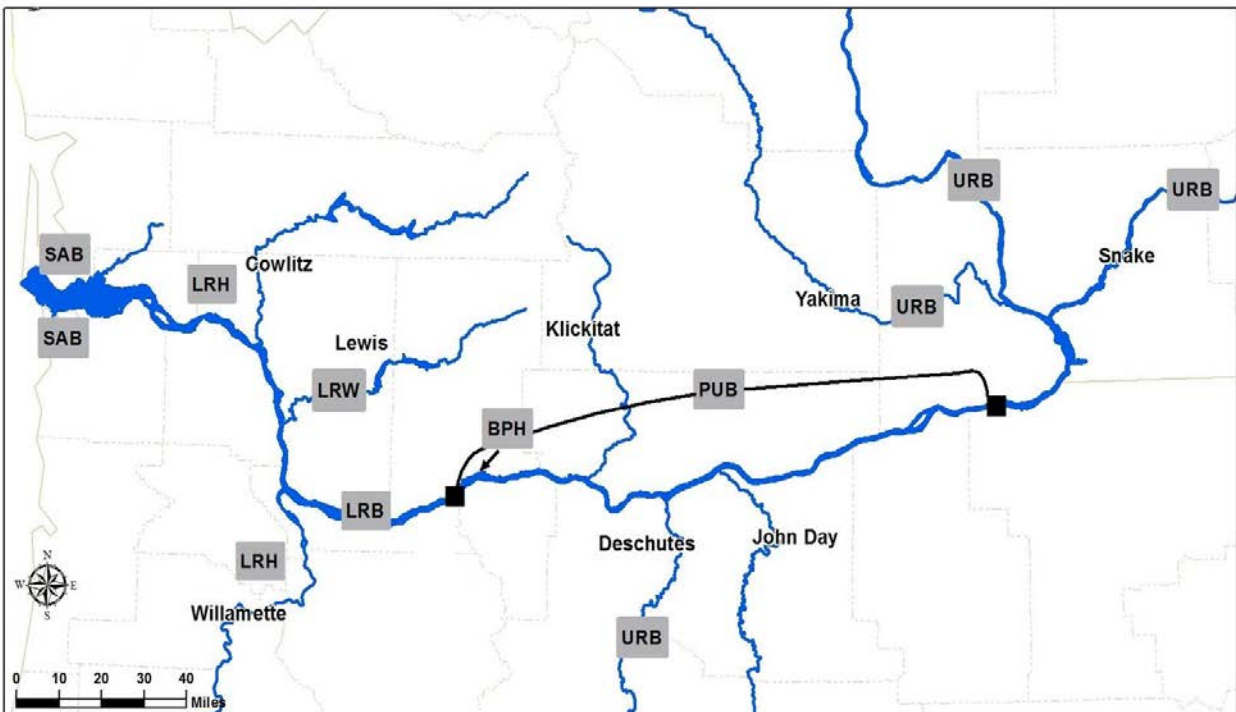 URB
URB
SAB
Cowlitz
LRH
Snake
Yakima
URB
SAB
Lewis
Klickitat
LRW
PUB
BPH
LRB
Deschutes
John Day
LRH
N
W
E
S
Willamette
URB
0 10 20 30 40
Miles